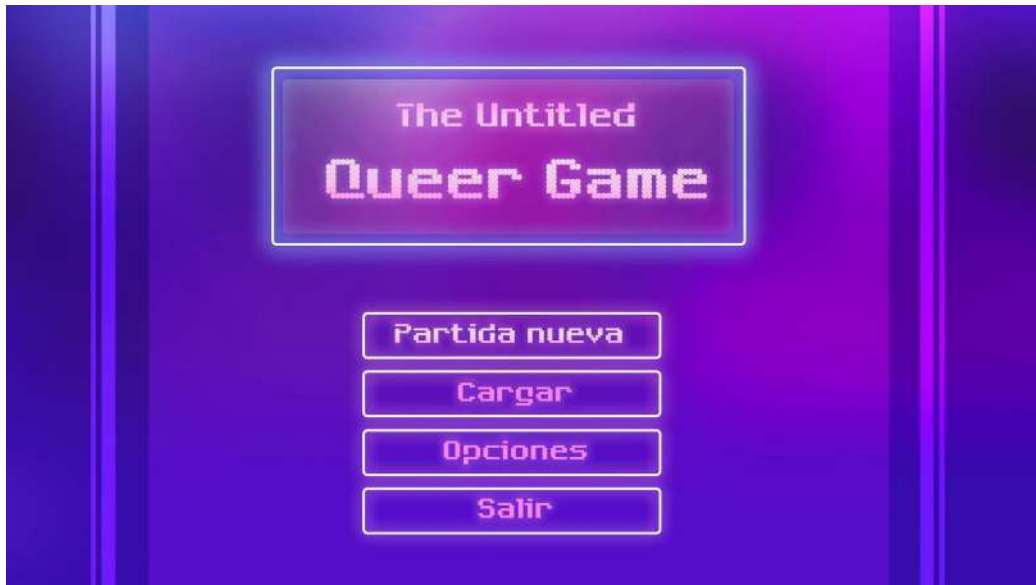 The Untitled
Queer Game
Partida nueva
Cargar
Opciones
Salir